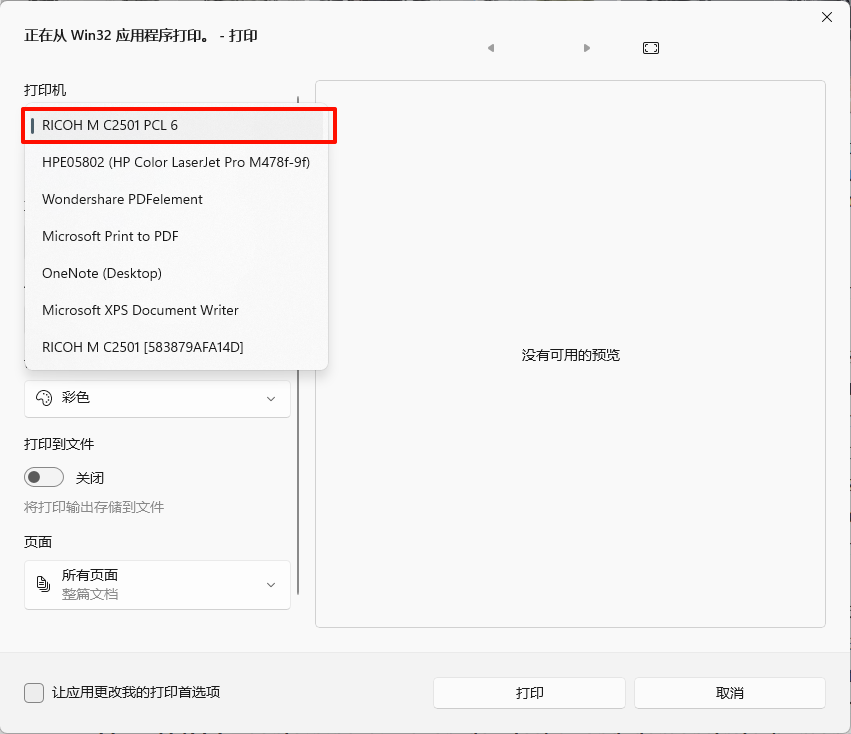 正在从 Win32 应用程序打印。 - 打印
打印机
RICOH M C2501 PCL 6
HPE05802 (HP Color LaserJet Pro M478f-9f)
Wondershare PDFelement
Microsoft Print to PDF
OneNote (Desktop)
Microsoft XPS Document Writer
RICOH M C2501 [583879AFA14D]
彩色
打印到文件
关闭
将打印输出存储到文件
页面
所有页面
整篇文档
没有可用的预览
让应用更改我的打印首选项
打印
取消